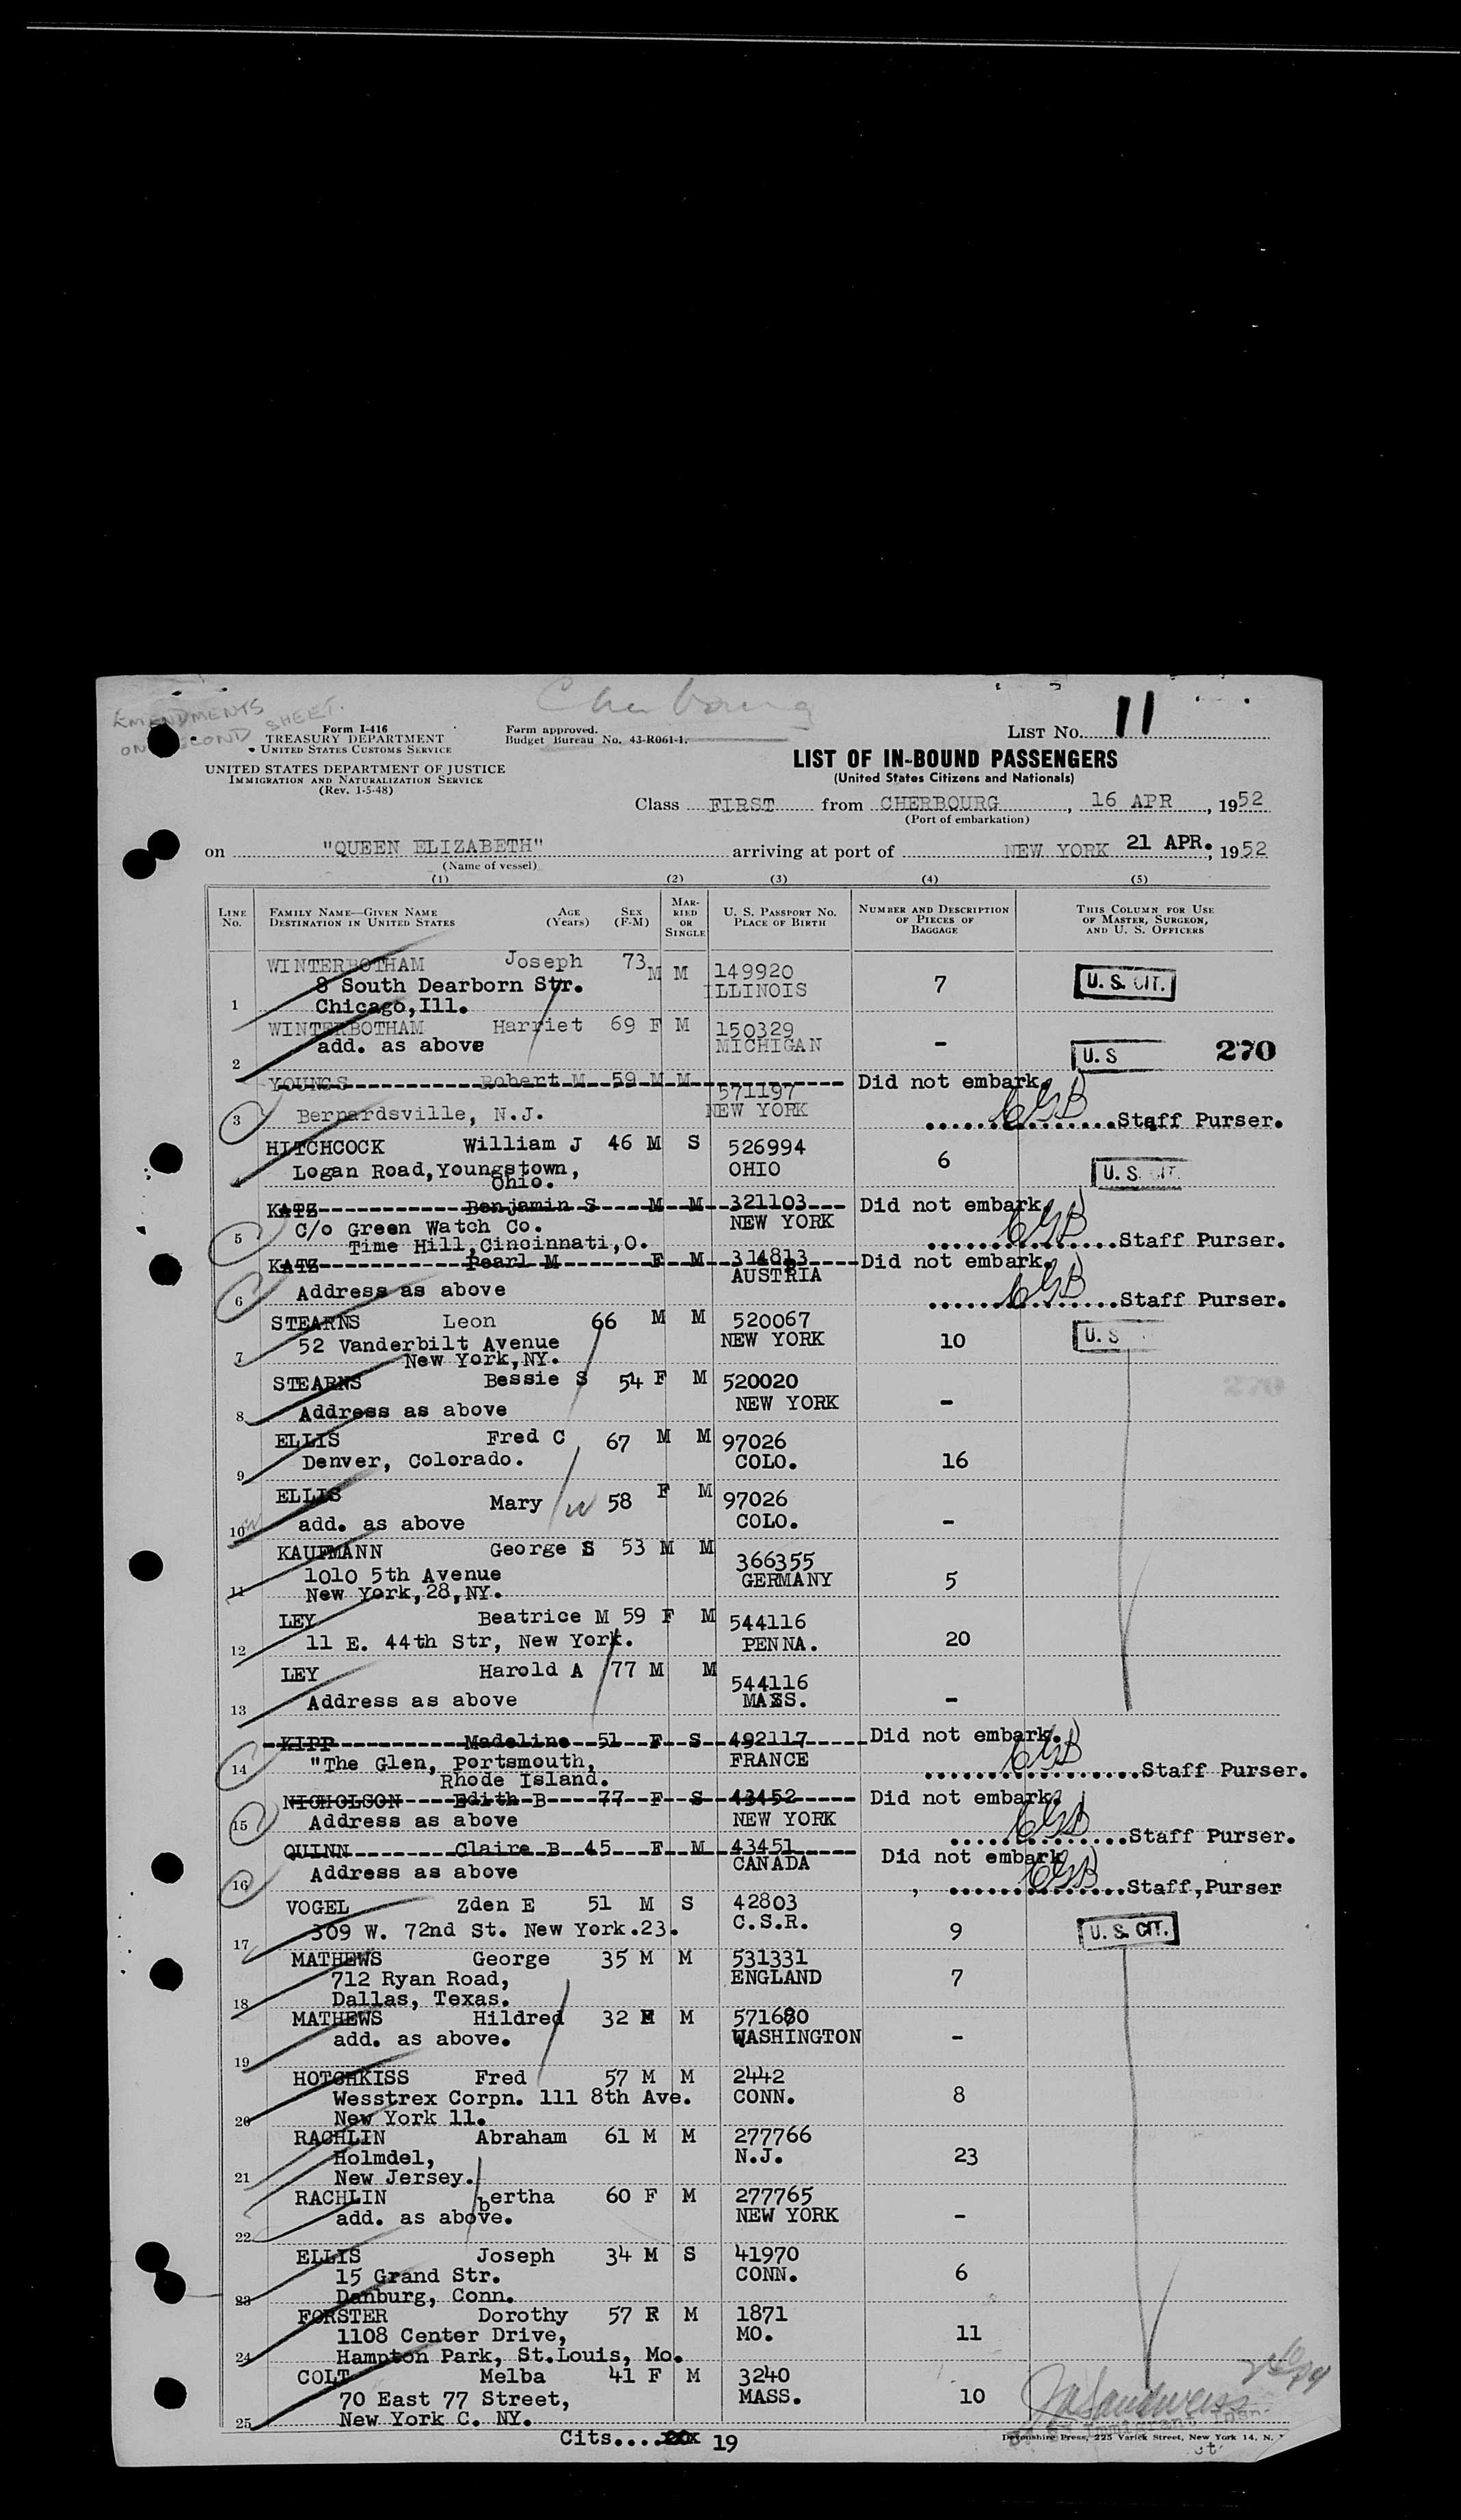 Cherbourg
AMENDMENTS
ON SECOND SHEET.
Form I-416
TREASURY DEPARTMENT
UNITED STATES CUSTOMS SERVICE
Form approved.
Budget Bureau No. 43-R061-1.
LIST NO. 11
UNITED STATES DEPARTMENT OF JUSTICE
IMMIGRATION AND NATURALIZATION SERVICE
(Rev. 1-5-48)
LIST OF IN-BOUND PASSENGERS
(United States Citizens and Nationals)
Class FIRST from CHERBOURG, 16 APR, 1952
(Port of embarkation)
on "QUEEN ELIZABETH" arriving at port of NEW YORK 21 APR., 1952
(Name of vessel)
(1) (2) (3) (4) (5)
LINE NO. FAMILY NAME—GIVEN NAME DESTINATION IN UNITED STATES AGE (Years) SEX (F-M) MARRIED OR SINGLE U. S. PASSPORT NO. PLACE OF BIRTH NUMBER AND DESCRIPTION OF PIECES OF BAGGAGE THIS COLUMN FOR USE OF MASTER, SURGEON, AND U. S. OFFICERS
WINTERBOTHAM Joseph 73 M M 149920
8 South Dearborn Str. ILLINOIS 7 U. S. CIT.
1 Chicago,Ill.
WINTERBOTHAM Harriet 69 F M 150329
add. as above MICHIGAN -
2 U. S 270
YOUNGS Robert M 59 M M 571197 Did not embark.
3 Bernardsville, N.J. NEW YORK CGB Staff Purser.
HITCHCOCK William J 46 M S 526994
Logan Road,Youngstown, OHIO 6
4 Ohio. U. S. CIT.
KATZ Benjamin S M M 321103 Did not embark.
C/o Green Watch Co. NEW YORK
5 Time Hill,Cincinnati,O. CGB Staff Purser.
KATZ Pearl M F M 314813 Did not embark.
AUSTRIA
6 Address as above CGB Staff Purser.
STEARNS Leon 66 M M 520067
52 Vanderbilt Avenue NEW YORK 10 U. S
7 New York,NY.
STEARNS Bessie S 54 F M 520020
NEW YORK 270
8 Address as above -
ELLIS Fred C 67 M M 97026
9 Denver, Colorado. COLO. 16
ELLIS Mary W 58 F M 97026
10 add. as above COLO. -
KAUFMANN George S 53 M M 366355
1010 5th Avenue GERMANY 5
11 New York,28,NY.
LEY Beatrice M 59 F M 544116
12 11 E. 44th Str, New York. PENNA. 20
LEY Harold A 77 M M 544116
13 Address as above MASS. -
KIPP Madeline 51 F S 492117 Did not embark.
14 "The Glen, Portsmouth, FRANCE
Rhode Island. CGB Staff Purser.
NICHOLSON Edith B 77 F S 43452 Did not embark.
15 Address as above NEW YORK CGB Staff Purser.
QUINN Claire B 45 F M 43451 Did not embark
16 Address as above CANADA CGB Staff,Purser
VOGEL Zden E 51 M S 42803
17 309 W. 72nd St. New York.23. C.S.R. 9 U. S. CIT.
MATHEWS George 35 M M 531331
712 Ryan Road, ENGLAND 7
18 Dallas, Texas.
MATHEWS Hildred 32 F M 571680
19 add. as above. WASHINGTON -
HOTCHKISS Fred 57 M M 2442
Wesstrex Corpn. 111 8th Ave. CONN. 8
20 New York 11.
RACHLIN Abraham 61 M M 277766
Holmdel, N.J. 23
21 New Jersey.
RACHLIN bertha 60 F M 277765
22 add. as above. NEW YORK -
ELLIS Joseph 34 M S 41970
15 Grand Str. CONN. 6
23 Danburg, Conn.
FORSTER Dorothy 57 F M 1871
1108 Center Drive, MO. 11
24 Hampton Park, St.Louis, Mo.
COLT Melba 41 F M 3240
70 East 77 Street, MASS. 10
25 New York C. NY.
Cits.... 19
Devonshire Press, 225 Varick Street, New York 14, N.